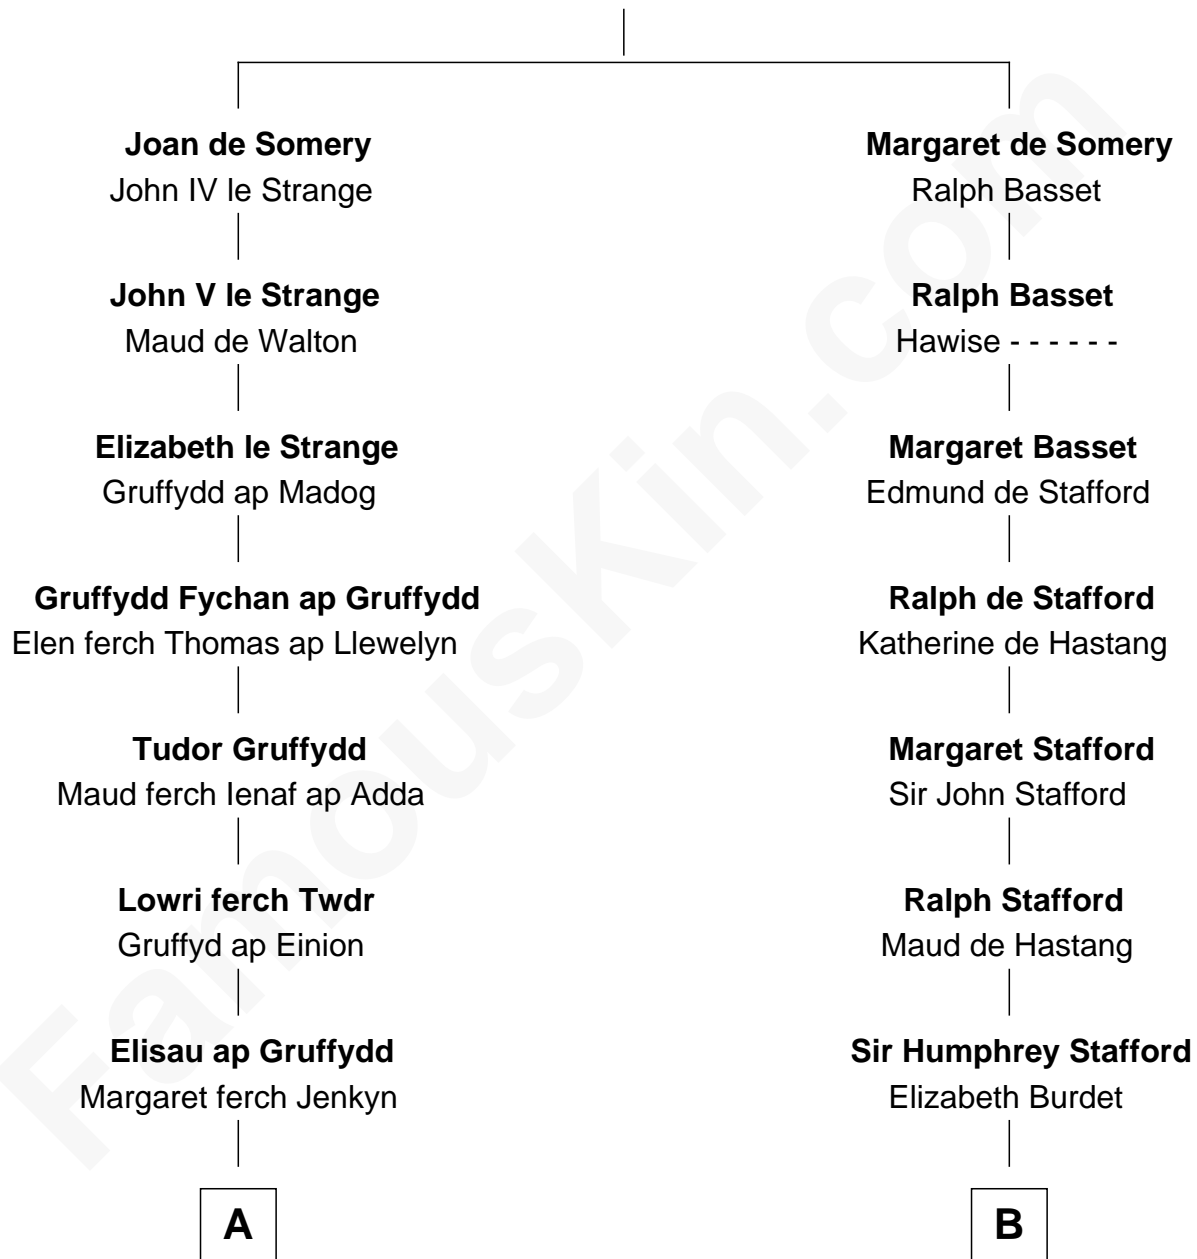 Joan de Somery
John IV le Strange
John V le Strange
Maud de Walton
Elizabeth le Strange
Gruffydd ap Madog
Gruffydd Fychan ap Gruffydd
Elen ferch Thomas ap Llewelyn
Tudor Gruffydd
Maud ferch Ienaf ap Adda
Lowri ferch Twdr
Gruffyd ap Einion
Elisau ap Gruffydd
Margaret ferch Jenkyn
A
Margaret de Somery
Ralph Basset
Ralph Basset
Hawise - - - - - -
Margaret Basset
Edmund de Stafford
Ralph de Stafford
Katherine de Hastang
Margaret Stafford
Sir John Stafford
Ralph Stafford
Maud de Hastang
Sir Humphrey Stafford
Elizabeth Burdet
B
FamousKin.com